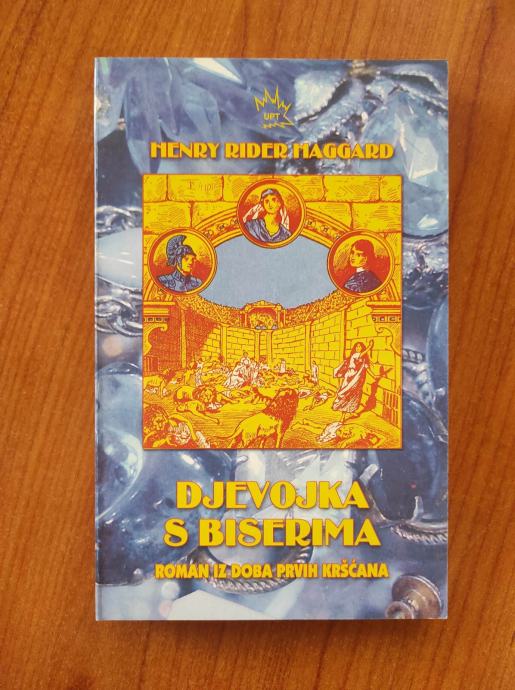 UPT
HENRY RIDER HAGGARD
DJEVOJKA
S BISERIMA
ROMAN IZ DOBA PRVIH KRŠĆANA